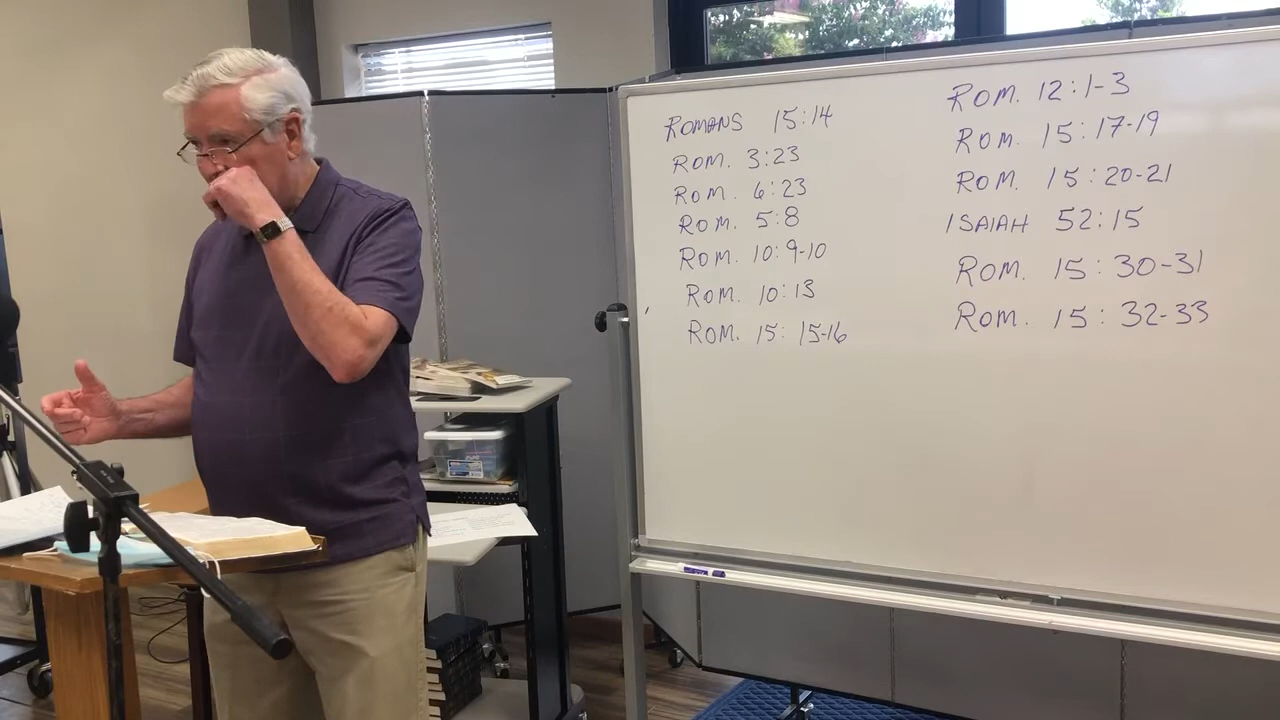 ROMANS 15:14
ROM. 3:23
ROM. 6:23
ROM. 5:8
ROM. 10:9-10
ROM. 10:13
ROM. 15:15-16
ROM. 12:1-3
ROM. 15:17-19
ROM. 15:20-21
ISAIAH 52:15
ROM. 15:30-31
ROM. 15:32-33